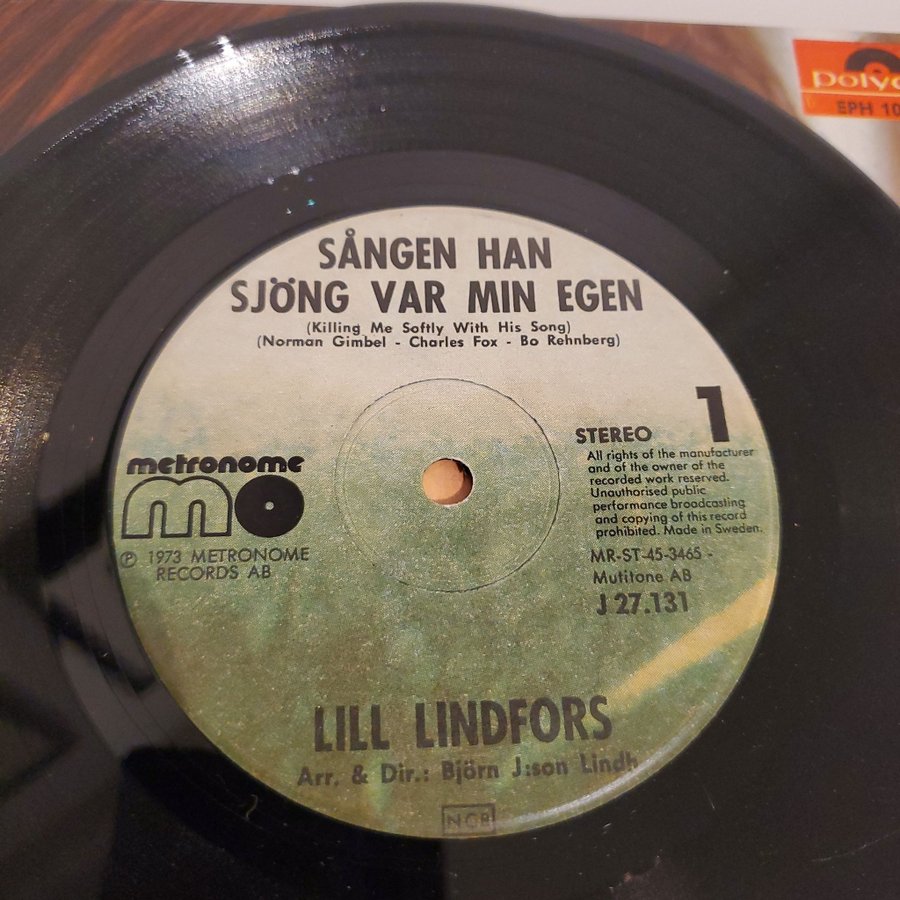 polyd
EPH 10
SÅNGEN HAN
SJÖNG VAR MIN EGEN
(Killing Me Softly With His Song)
(Norman Gimbel - Charles Fox - Bo Rehnberg)
1
STEREO
All rights of the manufacturer
and of the owner of the
recorded work reserved.
Unauthorised public
performance broadcasting
and copying of this record
prohibited. Made in Sweden.
MR-ST-45-3465 -
Mutitone AB
J 27.131
metronome
mo
℗ 1973 METRONOME
RECORDS AB
LILL LINDFORS
Arr. & Dir.: Björn J:son Lindh
NCB